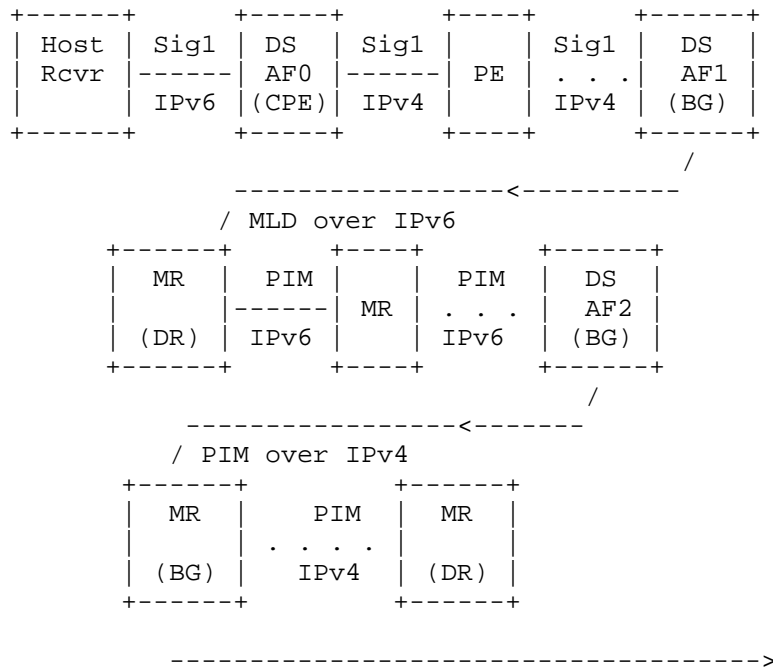 +------+       +-----+       +----+       +------+
| Host | Sig1  | DS  | Sig1  |    | Sig1  |  DS  |
| Rcvr |------| AF0 |------| PE | . . .|  AF1 |
|      | IPv6  |(CPE)| IPv4  |    | IPv4  | (BG) |
+------+       +-----+       +----+       +------+
/
-----------------<----------
/ MLD over IPv6
+------+       +----+       +------+
|  MR  |  PIM  |    |  PIM  |  DS  |
|      |------| MR | . . . |  AF2 |
| (DR) | IPv6  |    | IPv6  | (BG) |
+------+       +----+       +------+
/
-----------------<-------
/ PIM over IPv4
+------+          +------+
|  MR  |    PIM   |  MR  |
|      | . . . . |      |
| (BG) |   IPv4   | (DR) |
+------+          +------+
-------------------------------------->